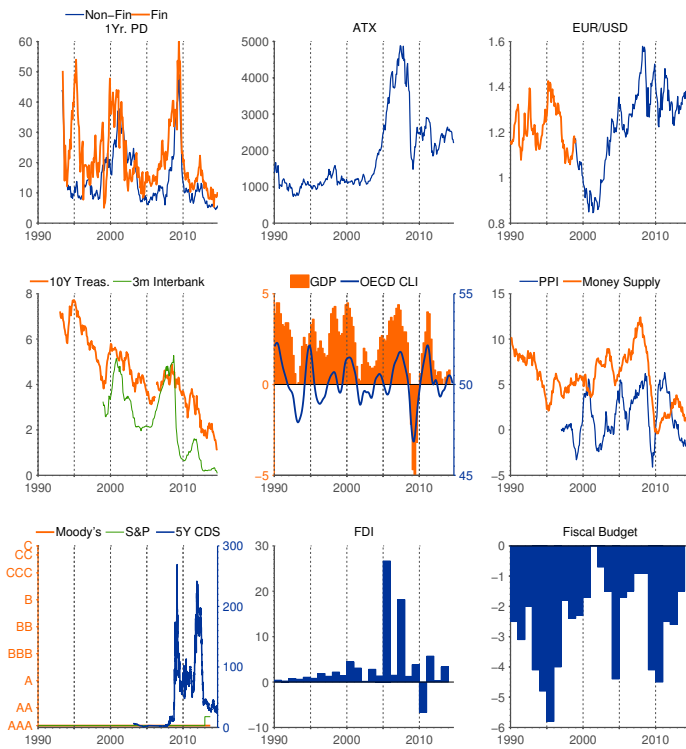 Non-Fin Fin
1Yr. PD
60
50
40
30
20
10
0
1990 2000 2010
ATX
5000
4000
3000
2000
1000
0
1990 2000 2010
EUR/USD
1.6
1.4
1.2
1
0.8
1990 2000 2010
10Y Treas. 3m Interbank
8
6
4
2
0
1990 2000 2010
GDP OECD CLI
5 55
0 50
−5 45
1990 2000 2010
PPI Money Supply
15
10
5
0
−5
1990 2000 2010
Moody's S&P 5Y CDS
C 300
CC
CCC
B 200
BB
BBB 100
A
AA
AAA 0
1990 2000 2010
FDI
30
20
10
0
−10
1990 2000 2010
Fiscal Budget
0
−1
−2
−3
−4
−5
−6
1990 2000 2010